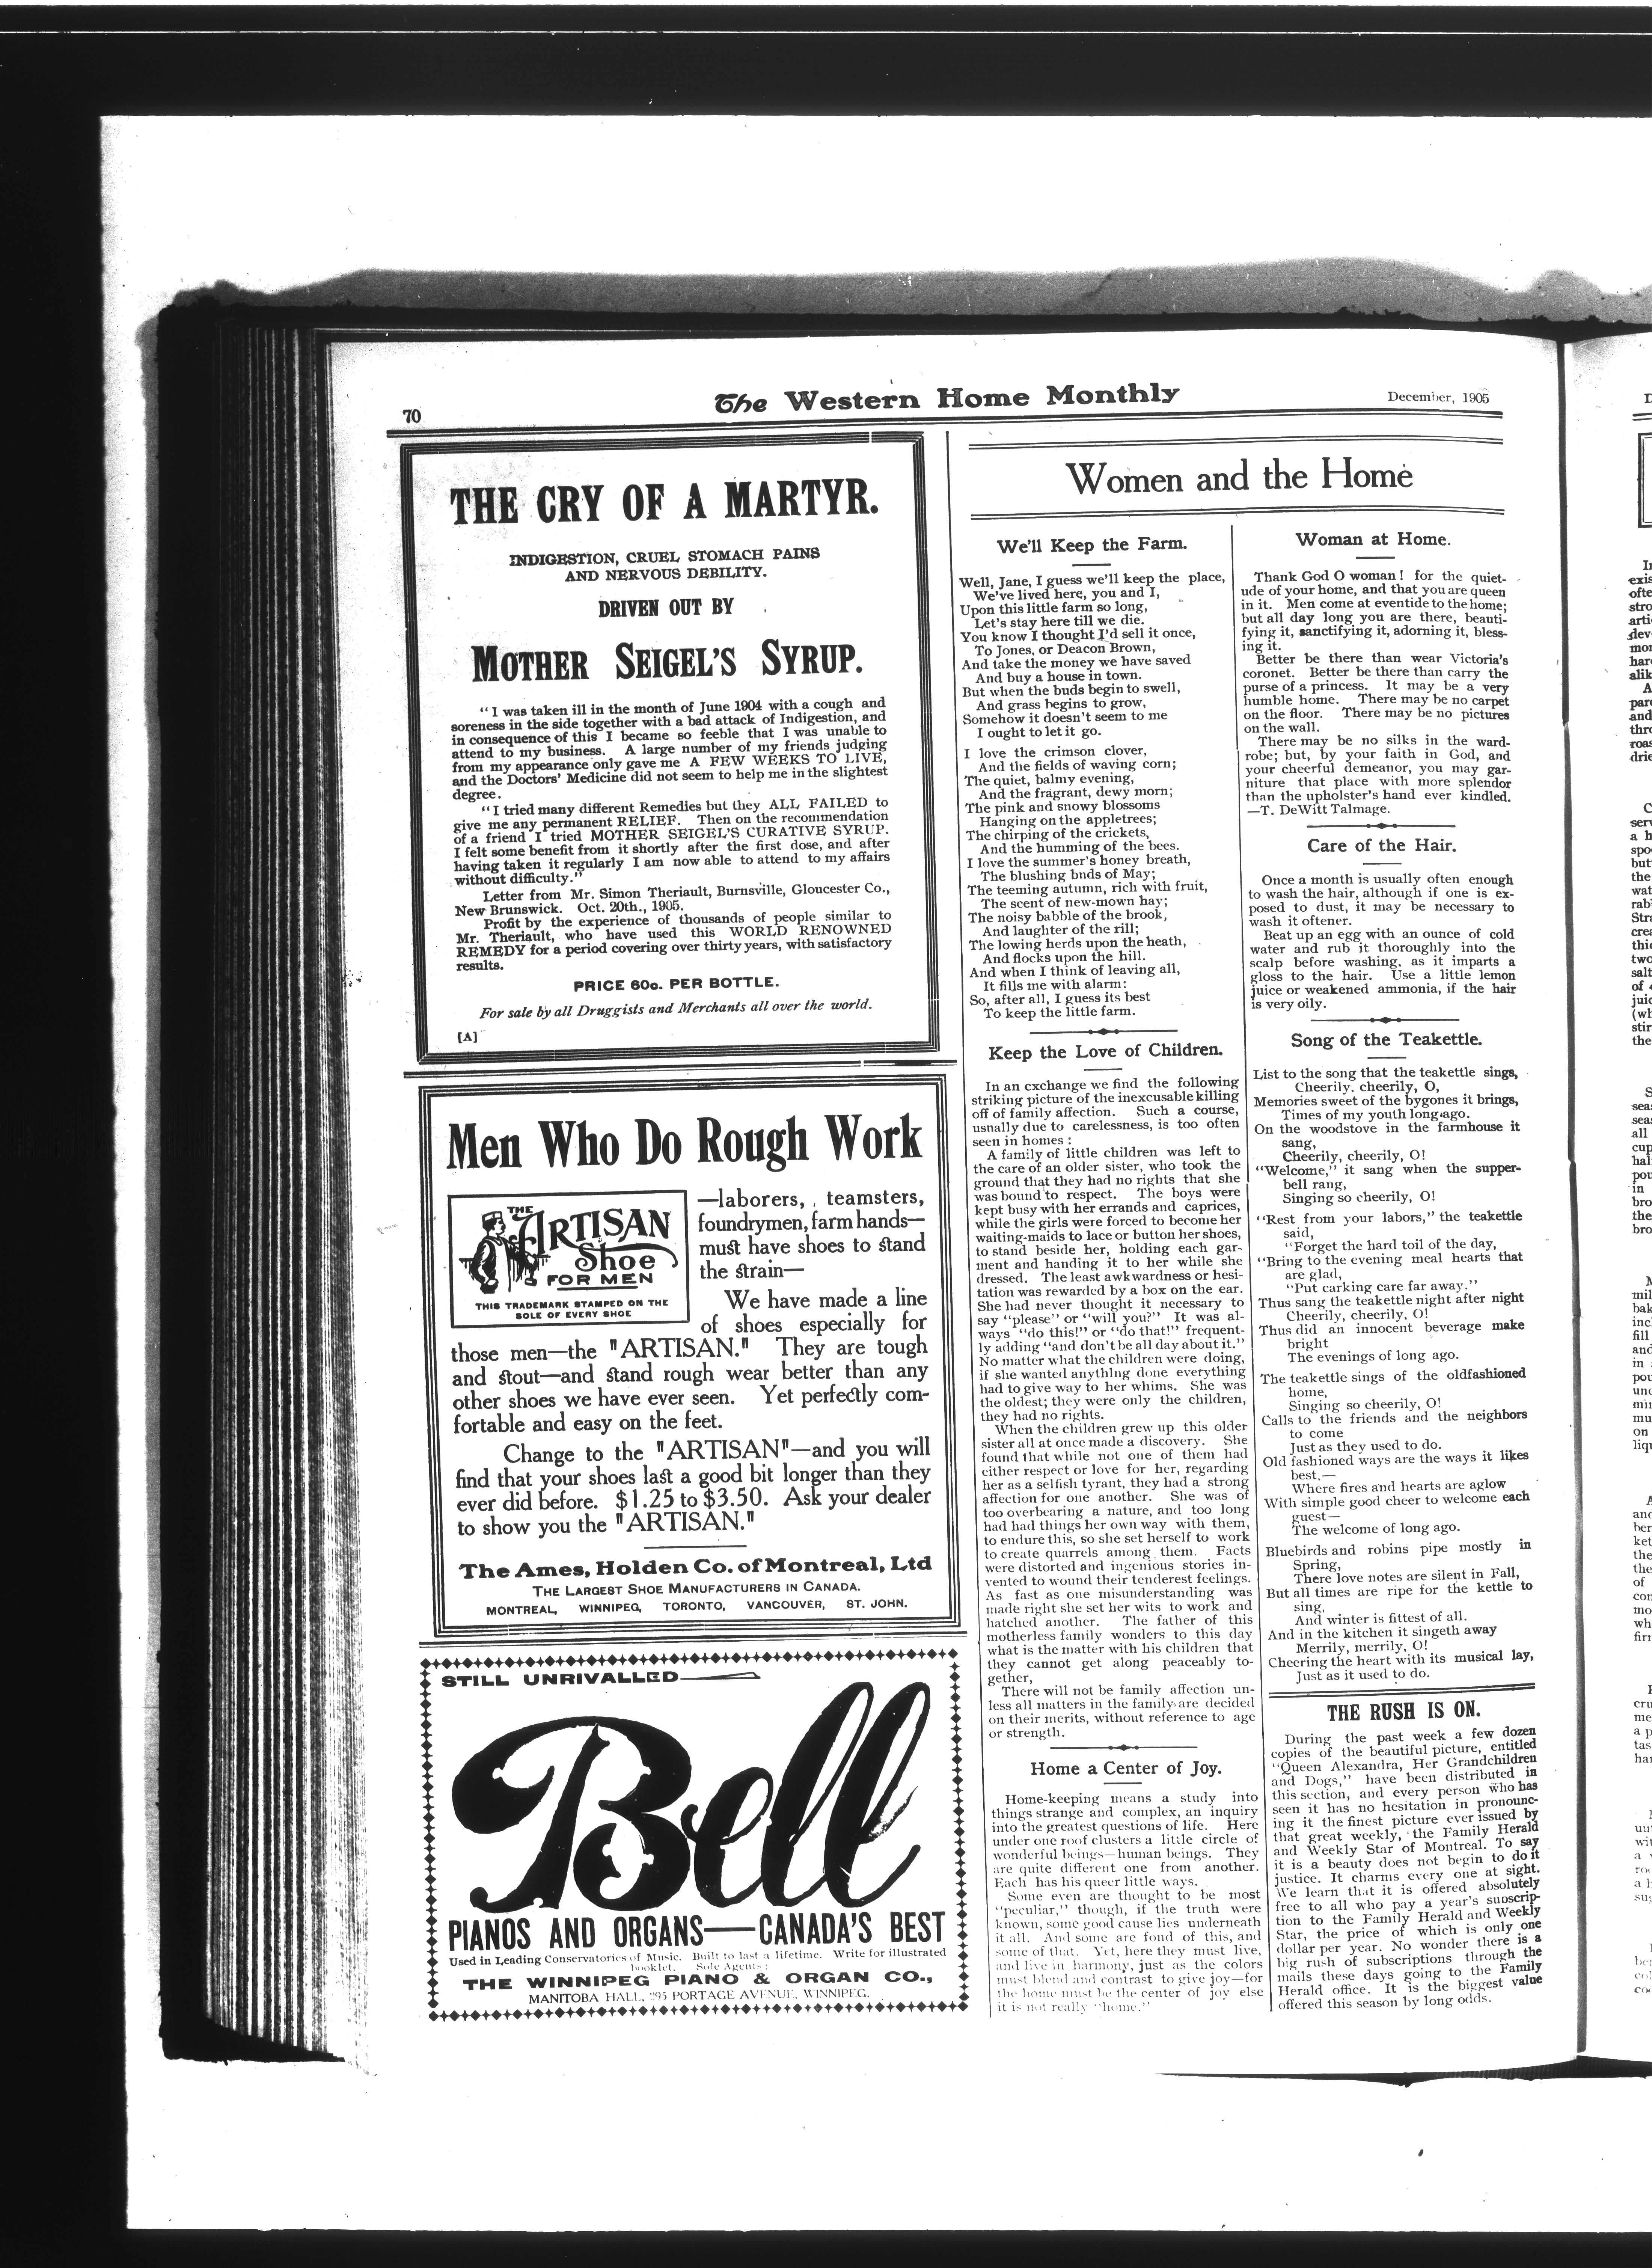 70
The Western Home Monthly
December, 1905
THE CRY OF A MARTYR.
INDIGESTION, CRUEL STOMACH PAINS
AND NERVOUS DEBILITY.
DRIVEN OUT BY
MOTHER SEIGEL'S SYRUP.
"I was taken ill in the month of June 1904 with a cough and
soreness in the side together with a bad attack of Indigestion, and
in consequence of this I became so feeble that I was unable to
attend to my business. A large number of my friends judging
from my appearance only gave me A FEW WEEKS TO LIVE,
and the Doctors' Medicine did not seem to help me in the slightest
degree.
"I tried many different Remedies but they ALL FAILED to
give me any permanent RELIEF. Then on the recommendation
of a friend I tried MOTHER SEIGEL'S CURATIVE SYRUP.
I felt some benefit from it shortly after the first dose, and after
having taken it regularly I am now able to attend to my affairs
without difficulty."
Letter from Mr. Simon Theriault, Burnsville, Gloucester Co.,
New Brunswick. Oct. 20th., 1905.
Profit by the experience of thousands of people similar to
Mr. Theriault, who have used this WORLD RENOWNED
REMEDY for a period covering over thirty years, with satisfactory
results.
PRICE 60c. PER BOTTLE.
For sale by all Druggists and Merchants all over the world.
[A]
Men Who Do Rough Work
THE ARTISAN
Shoe
FOR MEN
THIS TRADEMARK STAMPED ON THE
SOLE OF EVERY SHOE
—laborers, teamsters,
foundrymen, farm hands—
must have shoes to stand
the strain—
We have made a line
of shoes especially for
those men—the "ARTISAN." They are tough
and stout—and stand rough wear better than any
other shoes we have ever seen. Yet perfectly com-
fortable and easy on the feet.
Change to the "ARTISAN"—and you will
find that your shoes last a good bit longer than they
ever did before. $1.25 to $3.50. Ask your dealer
to show you the "ARTISAN."
The Ames, Holden Co. of Montreal, Ltd
THE LARGEST SHOE MANUFACTURERS IN CANADA.
MONTREAL, WINNIPEG, TORONTO, VANCOUVER, ST. JOHN.
STILL UNRIVALLED
Bell
PIANOS AND ORGANS—CANADA'S BEST
Used in Leading Conservatories of Music. Built to last a lifetime. Write for illustrated
booklet. Sole Agents:
THE WINNIPEG PIANO & ORGAN CO.,
MANITOBA HALL, 295 PORTAGE AVENUE, WINNIPEG.
Women and the Home
We'll Keep the Farm.
Well, Jane, I guess we'll keep the place,
We've lived here, you and I,
Upon this little farm so long,
Let's stay here till we die.
You know I thought I'd sell it once,
To Jones, or Deacon Brown,
And take the money we have saved
And buy a house in town.
But when the buds begin to swell,
And grass begins to grow,
Somehow it doesn't seem to me
I ought to let it go.
I love the crimson clover,
And the fields of waving corn;
The quiet, balmy evening,
And the fragrant, dewy morn;
The pink and snowy blossoms
Hanging on the appletrees;
The chirping of the crickets,
And the humming of the bees.
I love the summer's honey breath,
The blushing buds of May;
The teeming autumn, rich with fruit,
The scent of new-mown hay;
The noisy babble of the brook,
And laughter of the rill;
The lowing herds upon the heath,
And flocks upon the hill.
And when I think of leaving all,
It fills me with alarm:
So, after all, I guess its best
To keep the little farm.
Keep the Love of Children.
In an exchange we find the following
striking picture of the inexcusable killing
off of family affection. Such a course,
usually due to carelessness, is too often
seen in homes:
A family of little children was left to
the care of an older sister, who took the
ground that they had no rights that she
was bound to respect. The boys were
kept busy with her errands and caprices,
while the girls were forced to become her
waiting-maids to lace or button her shoes,
to stand beside her, holding each gar-
ment and handing it to her while she
dressed. The least awkwardness or hesi-
tation was rewarded by a box on the ear.
She had never thought it necessary to
say "please" or "will you?" It was al-
ways "do this!" or "do that!" frequent-
ly adding "and don't be all day about it."
No matter what the children were doing,
if she wanted anything done everything
had to give way to her whims. She was
the oldest; they were only the children,
they had no rights.
When the children grew up this older
sister all at once made a discovery. She
found that while not one of them had
either respect or love for her, regarding
her as a selfish tyrant, they had a strong
affection for one another. She was of
too overbearing a nature, and too long
had had things her own way with them,
to endure this, so she set herself to work
to create quarrels among them. Facts
were distorted and ingenious stories in-
vented to wound their tenderest feelings.
As fast as one misunderstanding was
made right she set her wits to work and
hatched another. The father of this
motherless family wonders to this day
what is the matter with his children that
they cannot get along peaceably to-
gether,
There will not be family affection un-
less all matters in the family are decided
on their merits, without reference to age
or strength.
Home a Center of Joy.
Home-keeping means a study into
things strange and complex, an inquiry
into the greatest questions of life. Here
under one roof clusters a little circle of
wonderful beings—human beings. They
are quite different one from another.
Each has his queer little ways.
Some even are thought to be most
"peculiar," though, if the truth were
known, some good cause lies underneath
it all. And some are fond of this, and
some of that. Yet, here they must live,
and live in harmony, just as the colors
must blend and contrast to give joy—for
the home must be the center of joy else
it is not really "home."
Woman at Home.
Thank God O woman! for the quiet-
ude of your home, and that you are queen
in it. Men come at eventide to the home;
but all day long you are there, beauti-
fying it, sanctifying it, adorning it, bless-
ing it.
Better be there than wear Victoria's
coronet. Better be there than carry the
purse of a princess. It may be a very
humble home. There may be no carpet
on the floor. There may be no pictures
on the wall.
There may be no silks in the ward-
robe; but, by your faith in God, and
your cheerful demeanor, you may gar-
niture that place with more splendor
than the upholster's hand ever kindled.
—T. DeWitt Talmage.
Care of the Hair.
Once a month is usually often enough
to wash the hair, although if one is ex-
posed to dust, it may be necessary to
wash it oftener.
Beat up an egg with an ounce of cold
water and rub it thoroughly into the
scalp before washing, as it imparts a
gloss to the hair. Use a little lemon
juice or weakened ammonia, if the hair
is very oily.
Song of the Teakettle.
List to the song that the teakettle sings,
Cheerily, cheerily, O,
Memories sweet of the bygones it brings,
Times of my youth long ago.
On the woodstove in the farmhouse it
sang,
Cheerily, cheerily, O!
"Welcome," it sang when the supper-
bell rang,
Singing so cheerily, O!
"Rest from your labors," the teakettle
said,
"Forget the hard toil of the day,
"Bring to the evening meal hearts that
are glad,
"Put carking care far away."
Thus sang the teakettle night after night
Cheerily, cheerily, O!
Thus did an innocent beverage make
bright
The evenings of long ago.
The teakettle sings of the oldfashioned
home,
Singing so cheerily, O!
Calls to the friends and the neighbors
to come
Just as they used to do.
Old fashioned ways are the ways it likes
best,—
Where fires and hearts are aglow
With simple good cheer to welcome each
guest—
The welcome of long ago.
Bluebirds and robins pipe mostly in
Spring,
There love notes are silent in Fall,
But all times are ripe for the kettle to
sing,
And winter is fittest of all.
And in the kitchen it singeth away
Merrily, merrily, O!
Cheering the heart with its musical lay,
Just as it used to do.
THE RUSH IS ON.
During the past week a few dozen
copies of the beautiful picture, entitled
"Queen Alexandra, Her Grandchildren
and Dogs," have been distributed in
this section, and every person who has
seen it has no hesitation in pronounc-
ing it the finest picture ever issued by
that great weekly, the Family Herald
and Weekly Star of Montreal. To say
it is a beauty does not begin to do it
justice. It charms every one at sight.
We learn that it is offered absolutely
free to all who pay a year's suoscrip-
tion to the Family Herald and Weekly
Star, the price of which is only one
dollar per year. No wonder there is a
big rush of subscriptions through the
mails these days going to the Family
Herald office. It is the biggest value
offered this season by long odds.